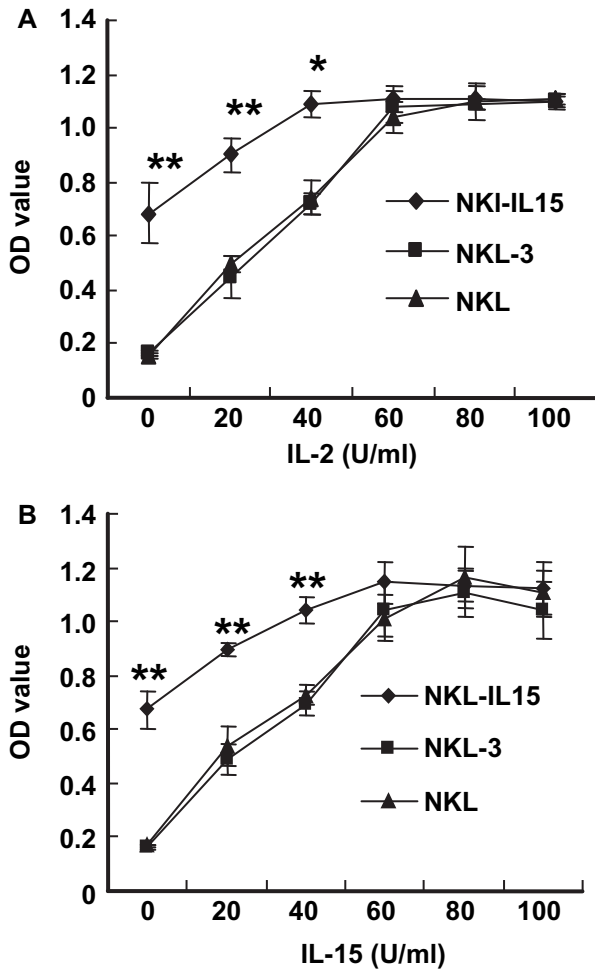 A
1.4
1.2
1.0
0.8
0.6
0.4
0.2
0
OD value
**
**
*
NKI-IL15
NKL-3
NKL
0 20 40 60 80 100
IL-2 (U/ml)
B
1.4
1.2
1.0
0.8
0.6
0.4
0.2
0
OD value
**
**
**
NKL-IL15
NKL-3
NKL
0 20 40 60 80 100
IL-15 (U/ml)